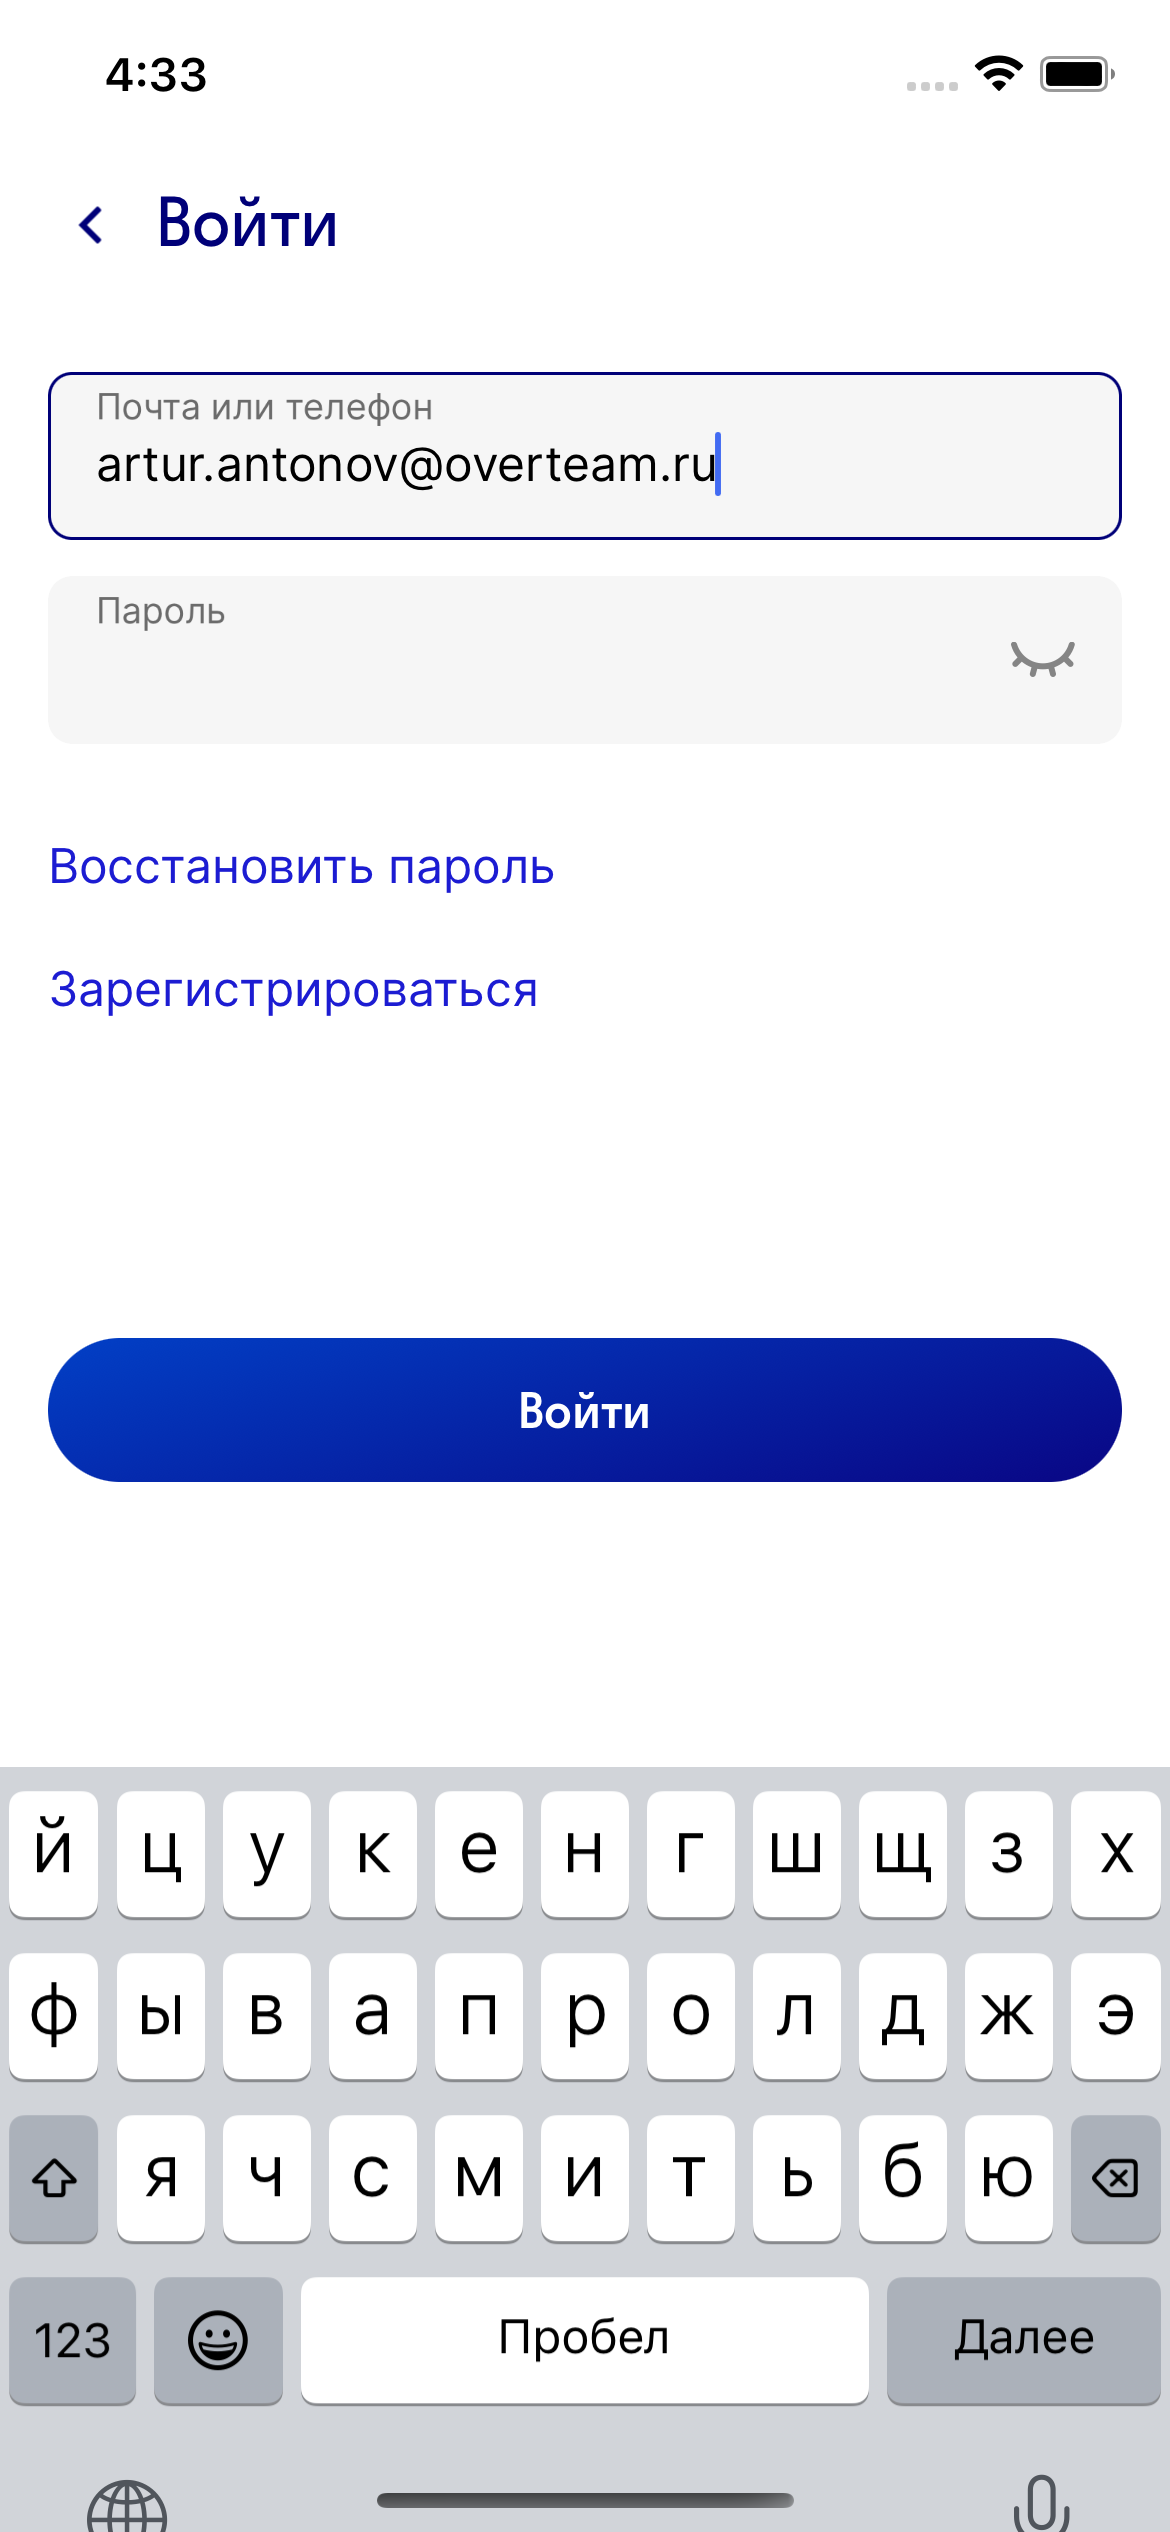 4:33
Войти
Почта или телефон
artur.antonov@overteam.ru
Пароль
Восстановить пароль
Зарегистрироваться
Войти
й ц у к е н г ш щ з х
ф ы в а п р о л д ж э
я ч с м и т ь б ю
123 Пробел Далее